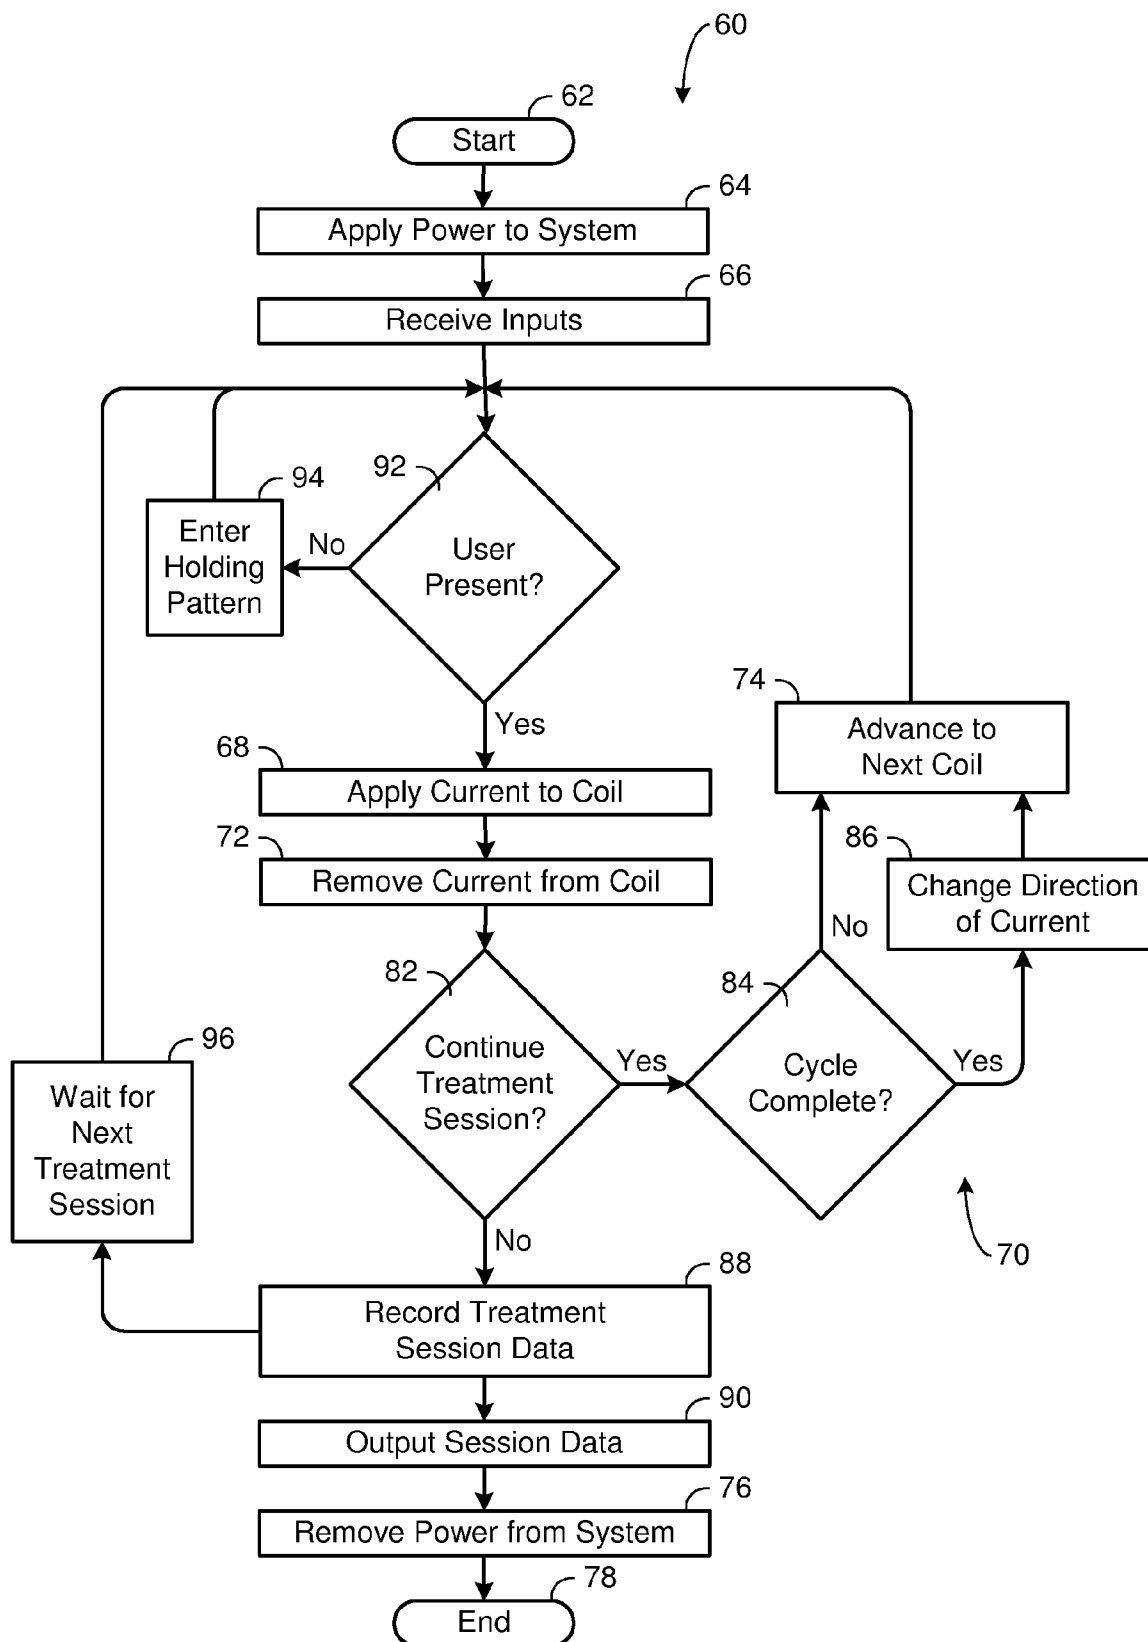 60
62
Start
64
Apply Power to System
66
Receive Inputs
92
94
Enter
Holding
Pattern
No
User
Present?
Yes
74
Advance to
Next Coil
68
Apply Current to Coil
72
Remove Current from Coil
86
Change Direction
of Current
No
82
84
Continue
Treatment
Session?
Yes
Cycle
Complete?
Yes
96
Wait for
Next
Treatment
Session
No
70
88
Record Treatment
Session Data
90
Output Session Data
76
Remove Power from System
78
End